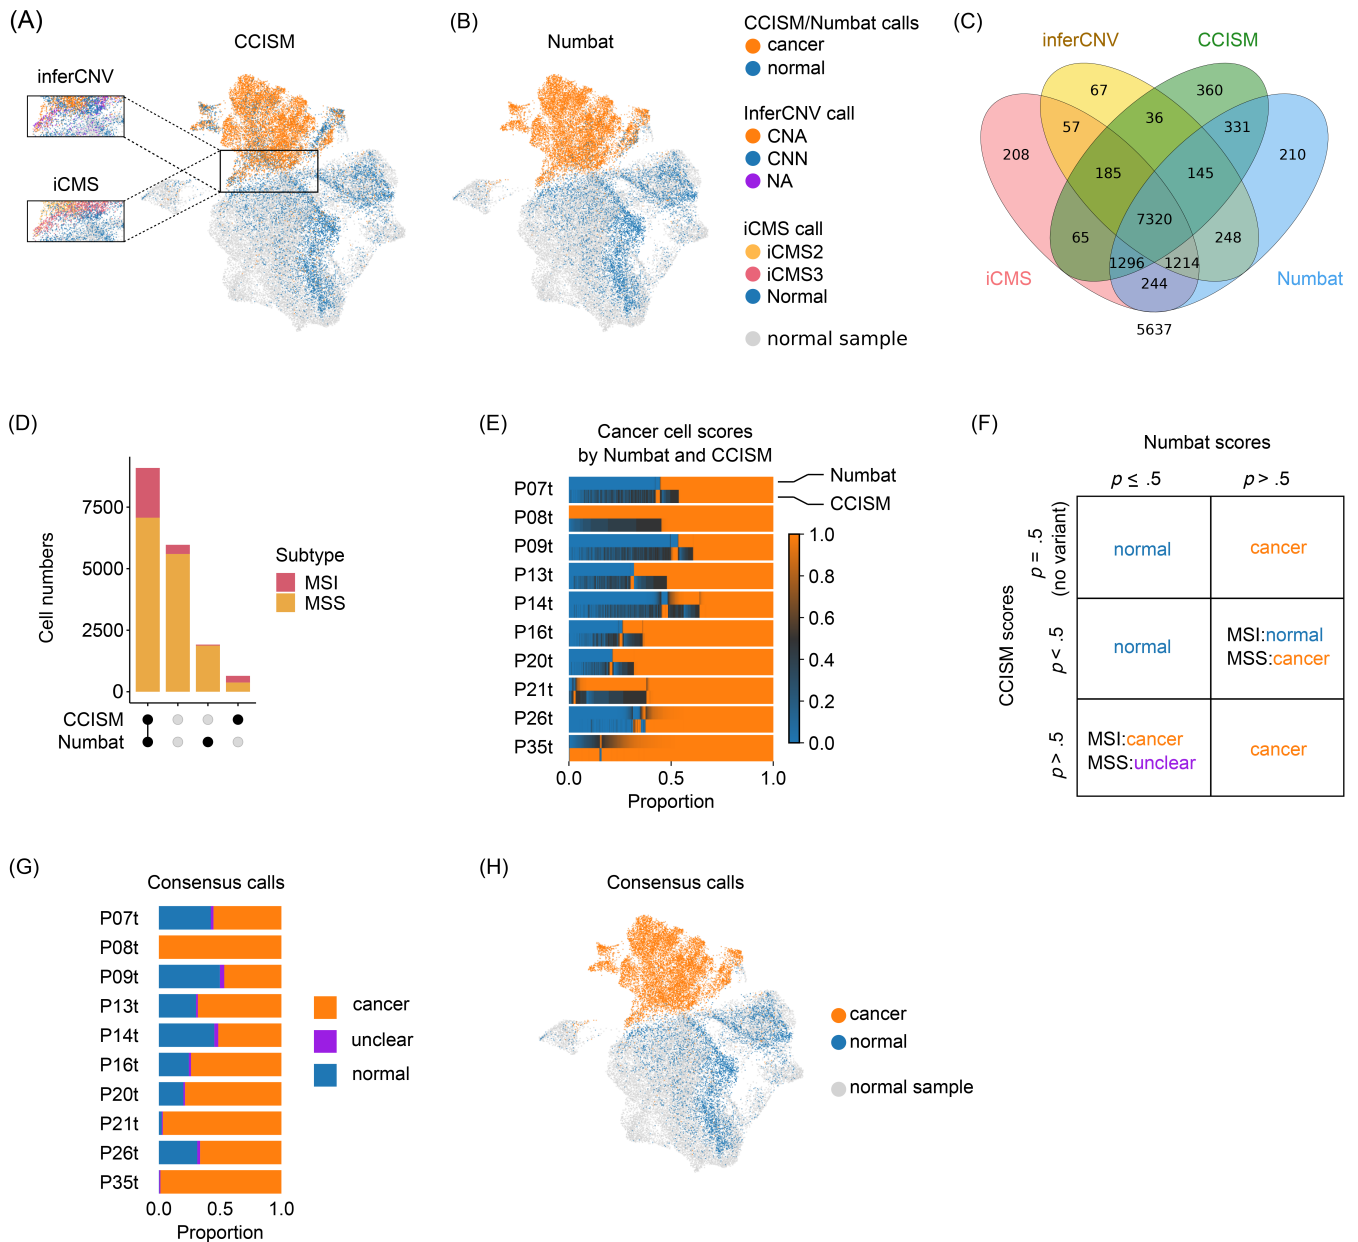 (A)
CCISM
inferCNV
iCMS
(B)
Numbat
CCISM/Numbat calls
cancer
normal
InferCNV call
CNA
CNN
NA
iCMS call
iCMS2
iCMS3
Normal
normal sample
(C)
inferCNV
CCISM
67
360
57
36
331
208
210
185
145
7320
65
248
1296
1214
244
iCMS
Numbat
5637
(D)
Cell numbers
7500
5000
2500
0
CCISM
Numbat
Subtype
MSI
MSS
(E)
Cancer cell scores
by Numbat and CCISM
Numbat
CCISM
P07t
P08t
P09t
P13t
P14t
P16t
P20t
P21t
P26t
P35t
0.0
0.5
1.0
Proportion
1.0
0.8
0.6
0.4
0.2
0.0
(F)
Numbat scores
p ≤ .5
p > .5
CCISM scores
p = .5
(no variant)
p < .5
p > .5
normal
cancer
normal
MSI:normal
MSS:cancer
MSI:cancer
MSS:unclear
cancer
(G)
Consensus calls
P07t
P08t
P09t
P13t
P14t
P16t
P20t
P21t
P26t
P35t
0.0
0.5
1.0
Proportion
cancer
unclear
normal
(H)
Consensus calls
cancer
normal
normal sample